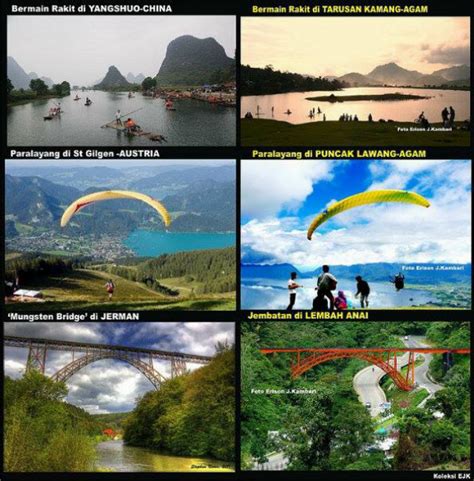 Bermain Rakit di YANGSHUO-CHINA
Bermain Rakit di TARUSAN KAMANG-AGAM
Foto Erison J.Kambari
Paralayang di St Gilgen -AUSTRIA
Paralayang di PUNCAK LAWANG-AGAM
Foto Erison J.Kambari
'Mungsten Bridge' di JERMAN
Jembatan di LEMBAH ANAI
Foto Erison J.Kambari
Koleksi EJK